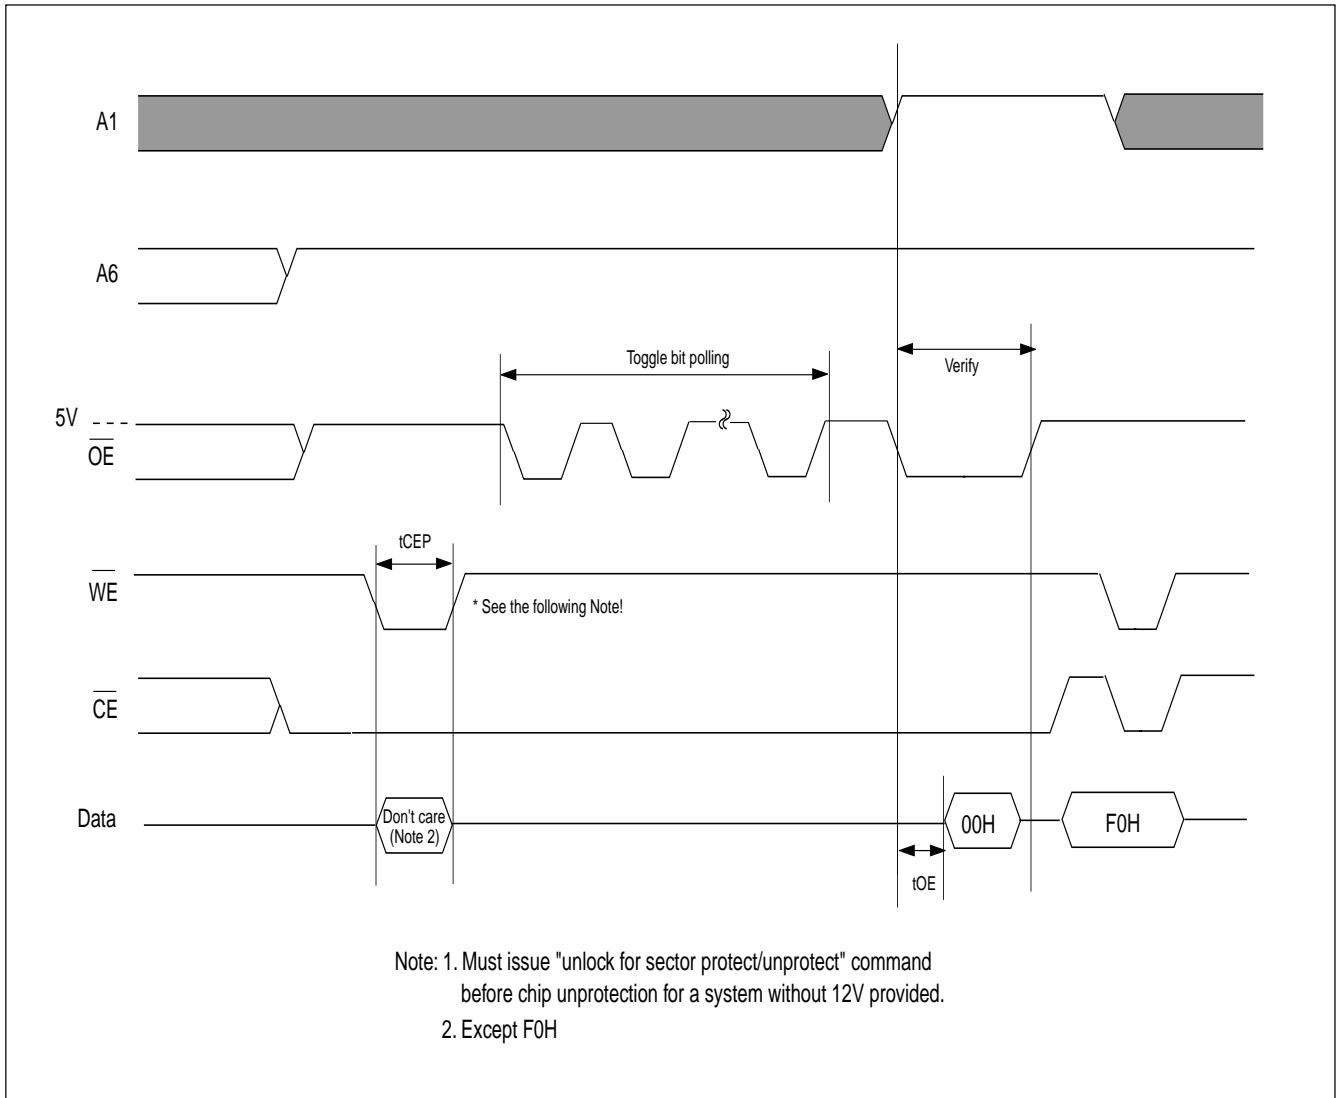 A1
A6
Toggle bit polling
Verify
5V
OE
tCEP
WE
* See the following Note!
CE
Data
Don't care
(Note 2)
00H
F0H
tOE
Note: 1. Must issue "unlock for sector protect/unprotect" command
before chip unprotection for a system without 12V provided.
2. Except F0H